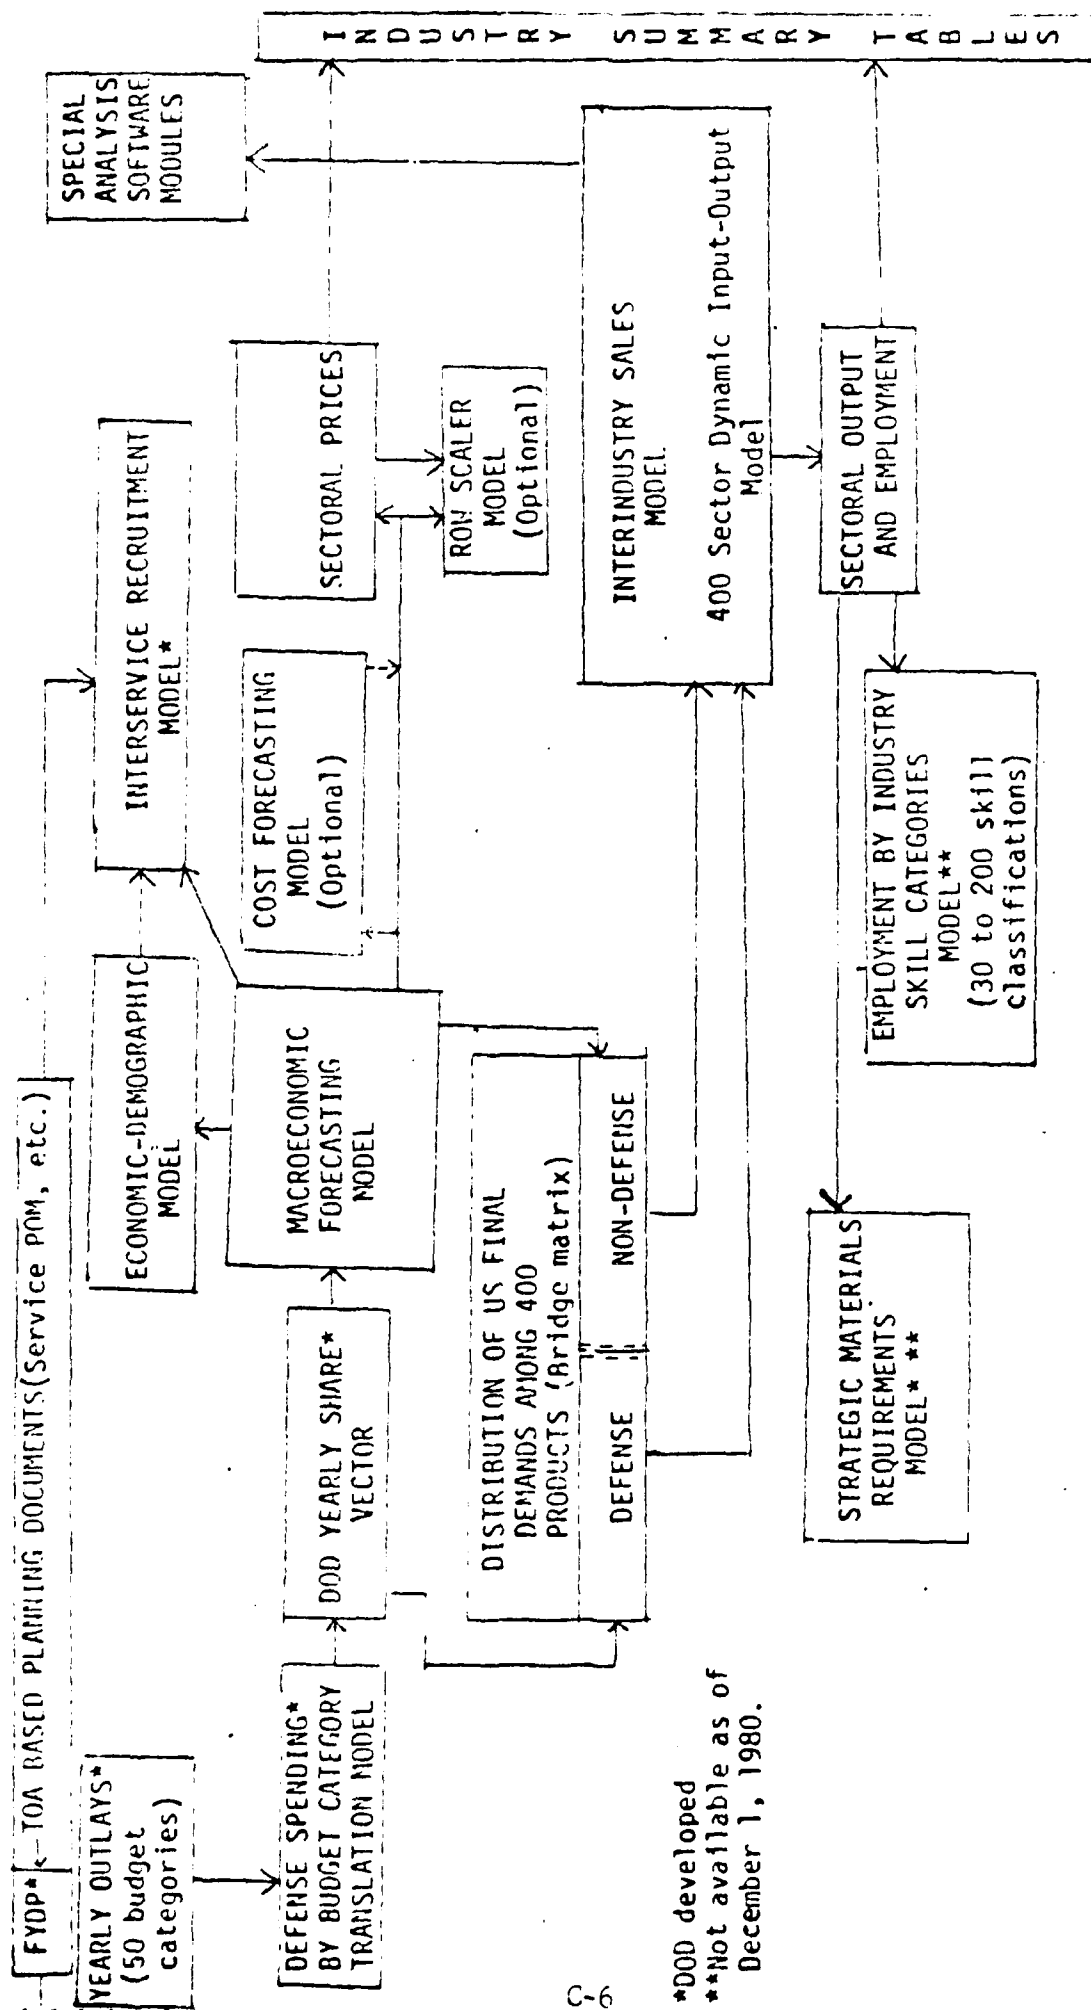 FYDP*
TOA BASED PLANNING DOCUMENTS(Service POM, etc.)
YEARLY OUTLAYS*
(50 budget
categories)
DEFENSE SPENDING*
BY BUDGET CATEGORY
TRANSLATION MODEL
DOD YEARLY SHARE*
VECTOR
ECONOMIC-DEMOGRAPHIC
MODEL
MACROECONOMIC
FORECASTING
MODEL
INTERSERVICE RECRUITMENT
MODEL*
COST FORECASTING
MODEL
(Optional)
SECTORAL PRICES
ROW SCALER
MODEL
(Optional)
SPECIAL
ANALYSIS
SOFTWARE
MODULES
DISTRIBUTION OF US FINAL
DEMANDS AMONG 400
PRODUCTS (Bridge matrix)
DEFENSE
NON-DEFENSE
INTERINDUSTRY SALES
MODEL
400 Sector Dynamic Input-Output
Model
SECTORAL OUTPUT
AND EMPLOYMENT
EMPLOYMENT BY INDUSTRY
SKILL CATEGORIES
MODEL**
(30 to 200 skill
classifications)
STRATEGIC MATERIALS
REQUIREMENTS
MODEL* **
INDUSTRY SUMMARY TABLES
*DOD developed
**Not available as of
December 1, 1980.
C-6